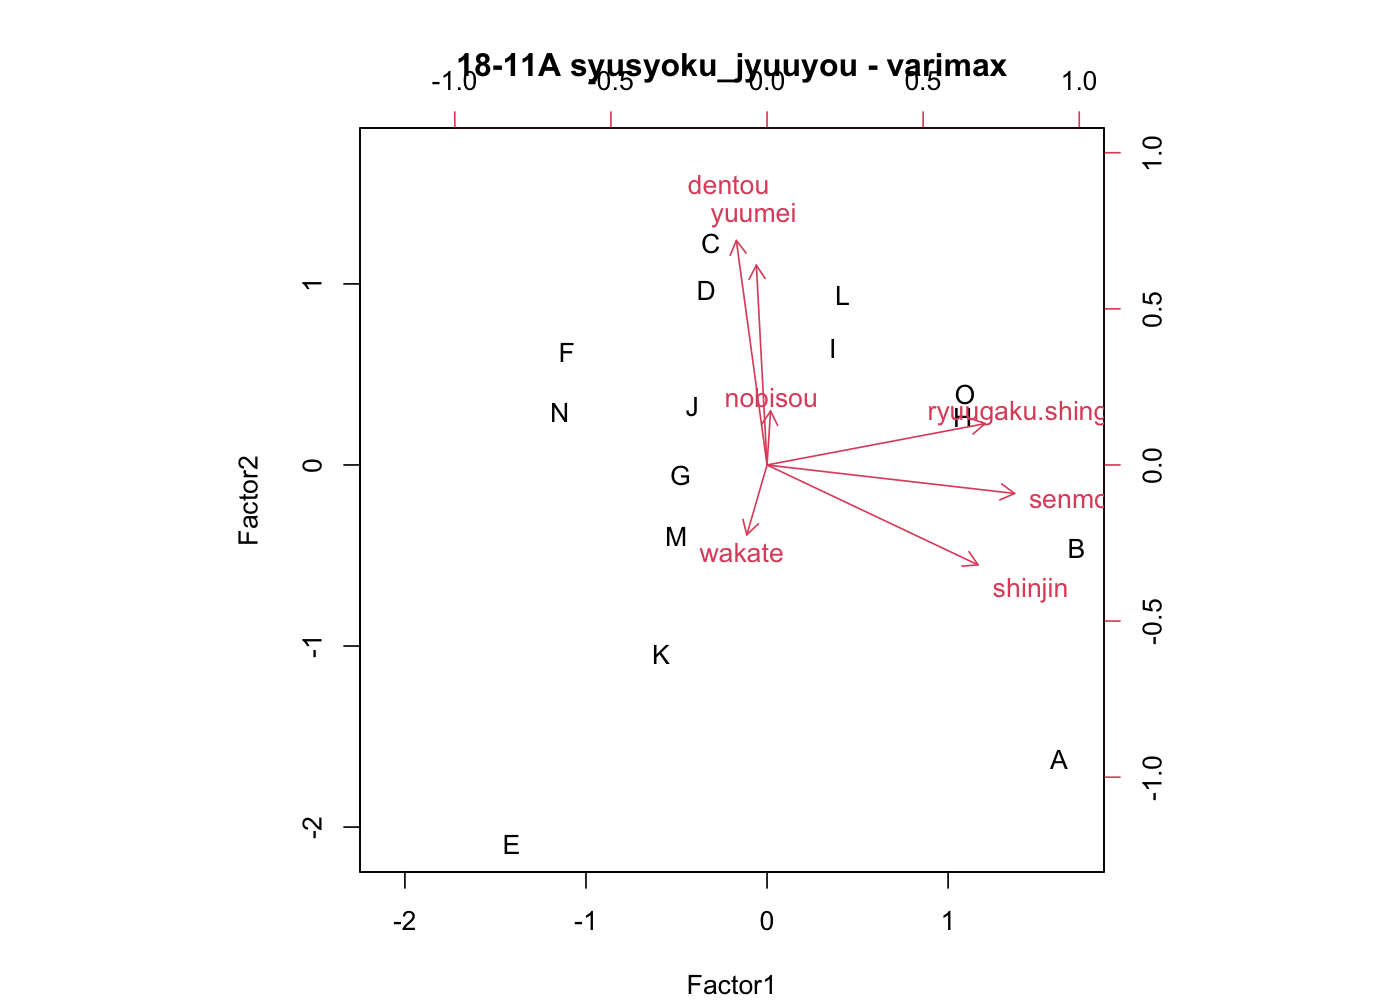 18-11A syusyoku_jyuuyou - varimax
-1.0 -0.5 0.0 0.5 1.0
1.0
dentou
yuumei
C
D
L
1
0.5
I
F
O
nobisou
J
N
ryuugaku.shing
H
0
0.0
G
senmo
M
B
wakate
shinjin
-0.5
K
-1
A
-1.0
-2
E
-2 -1 0 1
Factor1
Factor2